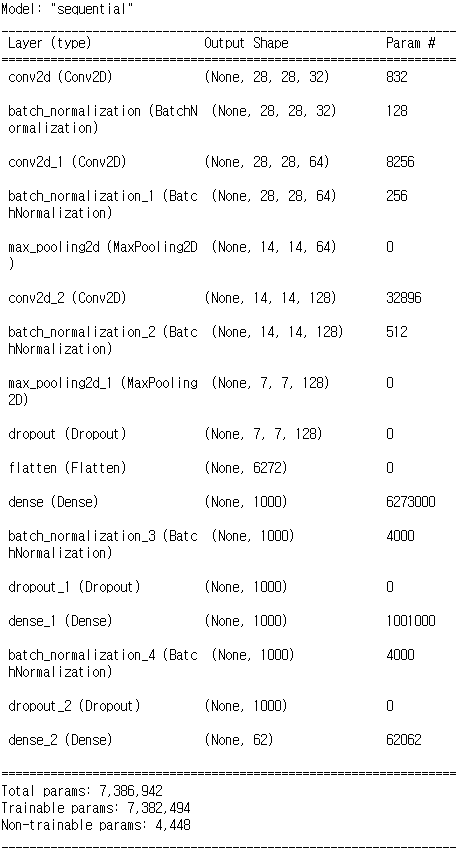 Model: "sequential"
_________________________________________________________________
Layer (type) Output Shape Param #
=================================================================
conv2d (Conv2D) (None, 28, 28, 32) 832
batch_normalization (BatchN (None, 28, 28, 32) 128
ormalization)
conv2d_1 (Conv2D) (None, 28, 28, 64) 8256
batch_normalization_1 (Batc (None, 28, 28, 64) 256
hNormalization)
max_pooling2d (MaxPooling2D (None, 14, 14, 64) 0
)
conv2d_2 (Conv2D) (None, 14, 14, 128) 32896
batch_normalization_2 (Batc (None, 14, 14, 128) 512
hNormalization)
max_pooling2d_1 (MaxPooling (None, 7, 7, 128) 0
2D)
dropout (Dropout) (None, 7, 7, 128) 0
flatten (Flatten) (None, 6272) 0
dense (Dense) (None, 1000) 6273000
batch_normalization_3 (Batc (None, 1000) 4000
hNormalization)
dropout_1 (Dropout) (None, 1000) 0
dense_1 (Dense) (None, 1000) 1001000
batch_normalization_4 (Batc (None, 1000) 4000
hNormalization)
dropout_2 (Dropout) (None, 1000) 0
dense_2 (Dense) (None, 62) 62062
=================================================================
Total params: 7,386,942
Trainable params: 7,382,494
Non-trainable params: 4,448
_________________________________________________________________